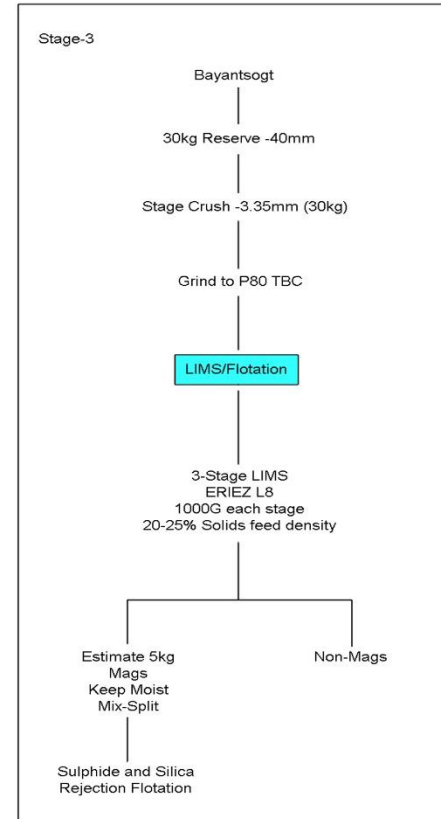 Stage-3
Bayantsogt
30kg Reserve -40mm
Stage Crush -3.35mm (30kg)
Grind to P80 TBC
LIMS/Flotation
3-Stage LIMS
ERIEZ L8
1000G each stage
20-25% Solids feed density
Estimate 5kg
Mags
Keep Moist
Mix-Split
Non-Mags
Sulphide and Silica
Rejection Flotation